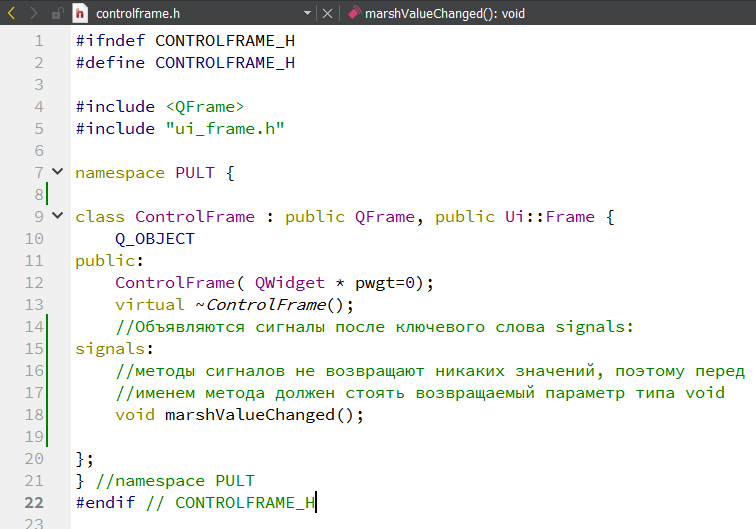 controlframe.h marshValueChanged(): void
1 #ifndef CONTROLFRAME_H
2 #define CONTROLFRAME_H
3
4 #include <QFrame>
5 #include "ui_frame.h"
6
7 namespace PULT {
8
9 class ControlFrame : public QFrame, public Ui::Frame {
10 Q_OBJECT
11 public:
12 ControlFrame( QWidget * pwgt=0);
13 virtual ~ControlFrame();
14 //Объявляются сигналы после ключевого слова signals:
15 signals:
16 //методы сигналов не возвращают никаких значений, поэтому перед
17 //именем метода должен стоять возвращаемый параметр типа void
18 void marshValueChanged();
19
20 };
21 } //namespace PULT
22 #endif // CONTROLFRAME_H
23